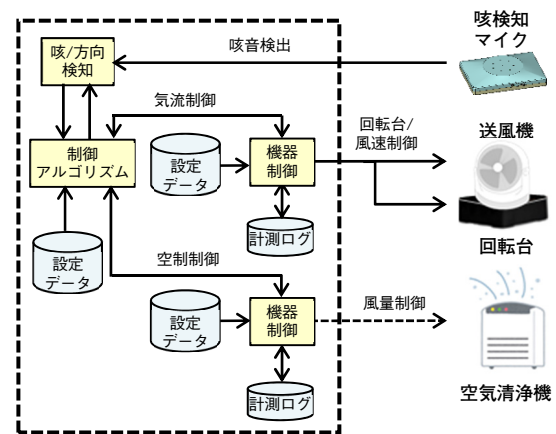 咳検知
マイク
咳音検出
咳/方向
検知
気流制御
回転台/
風速制御
送風機
制御
アルゴリズム
設定
データ
機器
制御
計測ログ
回転台
設定
データ
空制制御
設定
データ
機器
制御
風量制御
計測ログ
空気清浄機